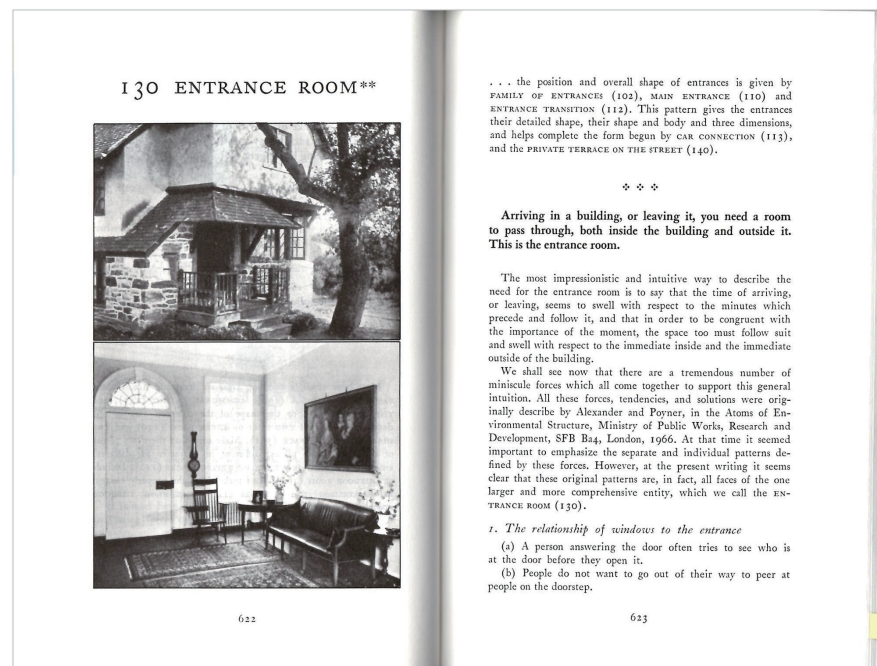 130 ENTRANCE ROOM**
622
. . . the position and overall shape of entrances is given by
FAMILY OF ENTRANCES (102), MAIN ENTRANCE (110) and
ENTRANCE TRANSITION (112). This pattern gives the entrances
their detailed shape, their shape and body and three dimensions,
and helps complete the form begun by CAR CONNECTION (113),
and the PRIVATE TERRACE ON THE STREET (140).
Arriving in a building, or leaving it, you need a room
to pass through, both inside the building and outside it.
This is the entrance room.
The most impressionistic and intuitive way to describe the
need for the entrance room is to say that the time of arriving,
or leaving, seems to swell with respect to the minutes which
precede and follow it, and that in order to be congruent with
the importance of the moment, the space too must follow suit
and swell with respect to the immediate inside and the immediate
outside of the building.
We shall see now that there are a tremendous number of
miniscule forces which all come together to support this general
intuition. All these forces, tendencies, and solutions were orig-
inally describe by Alexander and Poyner, in the Atoms of En-
vironmental Structure, Ministry of Public Works, Research and
Development, SFB Ba4, London, 1966. At that time it seemed
important to emphasize the separate and individual patterns de-
fined by these forces. However, at the present writing it seems
clear that these original patterns are, in fact, all faces of the one
larger and more comprehensive entity, which we call the EN-
TRANCE ROOM (130).
1. The relationship of windows to the entrance
(a) A person answering the door often tries to see who is
at the door before they open it.
(b) People do not want to go out of their way to peer at
people on the doorstep.
623